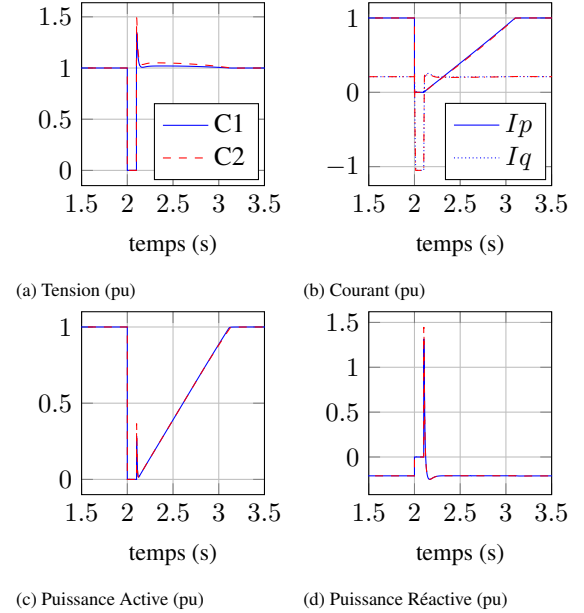 1.5
1
0.5
0
C1
C2
1.5 2 2.5 3 3.5
temps (s)
(a) Tension (pu)
1
0
−1
Ip
Iq
1.5 2 2.5 3 3.5
temps (s)
(b) Courant (pu)
1
0.5
0
1.5 2 2.5 3 3.5
temps (s)
(c) Puissance Active (pu)
1.5
1
0.5
0
1.5 2 2.5 3 3.5
temps (s)
(d) Puissance Réactive (pu)